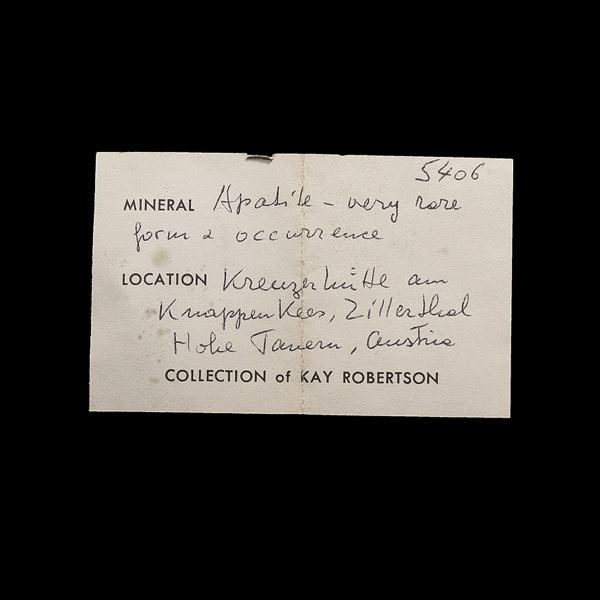 5406
MINERAL Apatite - very rare
form & occurrence
LOCATION Kreuzerhütte am
Knappenkees, Zillerthal
Hohe Tauern, Austria
COLLECTION of KAY ROBERTSON